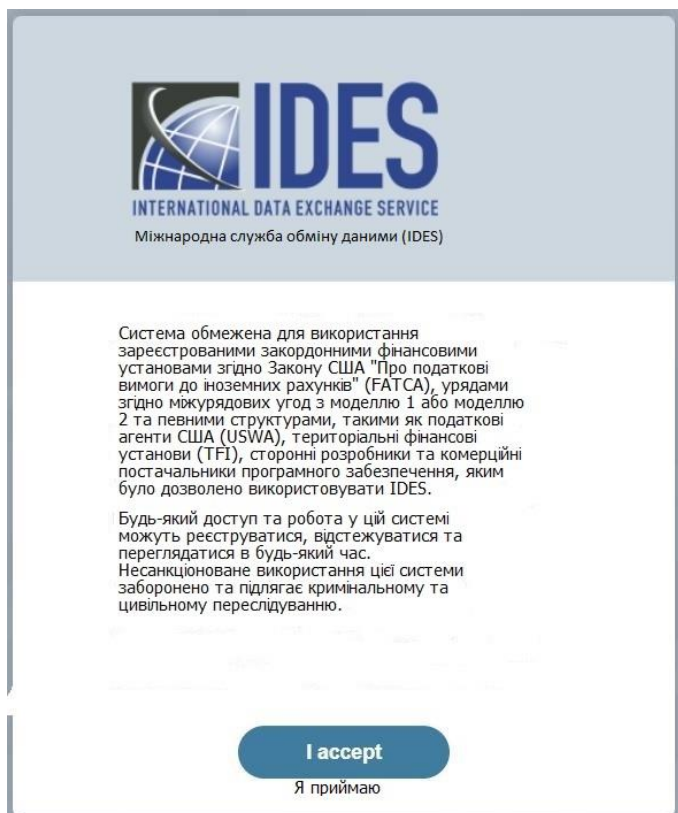 IDES
INTERNATIONAL DATA EXCHANGE SERVICE
Міжнародна служба обміну даними (IDES)
Система обмежена для використання
зареєстрованими закордонними фінансовими
установами згідно Закону США "Про податкові
вимоги до іноземних рахунків" (FATCA), урядами
згідно міжурядових угод з моделлю 1 або моделлю
2 та певними структурами, такими як податкові
агенти США (USWA), територіальні фінансові
установи (TFI), сторонні розробники та комерційні
постачальники програмного забезпечення, яким
було дозволено використовувати IDES.
Будь-який доступ та робота у цій системі
можуть реєструватися, відстежуватися та
переглядатися в будь-який час.
Несанкціоноване використання цієї системи
заборонено та підлягає кримінальному та
цивільному переслідуванню.
I accept
Я приймаю